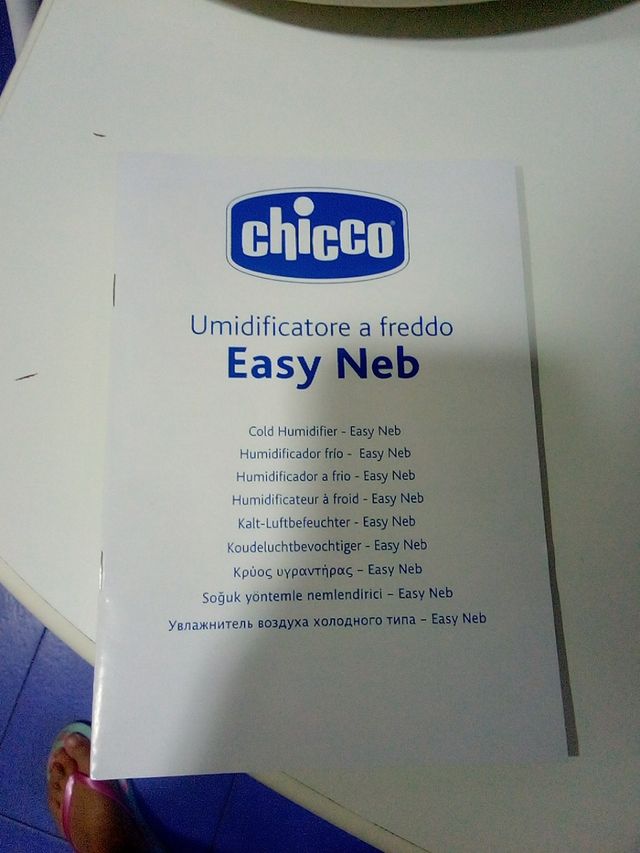 chicco
Umidificatore a freddo
Easy Neb
Cold Humidifier - Easy Neb
Humidificador frío - Easy Neb
Humidificador a frio - Easy Neb
Humidificateur à froid - Easy Neb
Kalt-Luftbefeuchter - Easy Neb
Koudeluchtbevochtiger - Easy Neb
Κρύος υγραντήρας – Easy Neb
Soğuk yöntemle nemlendirici – Easy Neb
Увлажнитель воздуха холодного типа – Easy Neb